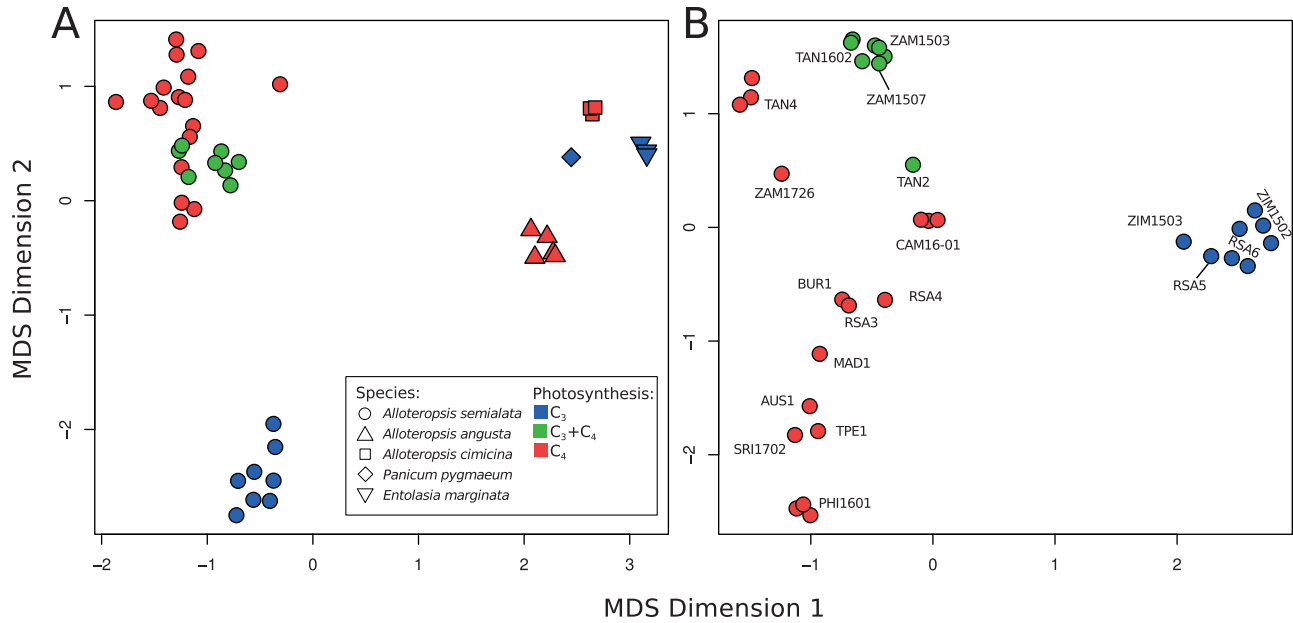 A
MDS Dimension 2
1
0
−1
−2
−2
−1
0
1
2
3
Species:
Alloteropsis semialata
Alloteropsis angusta
Alloteropsis cimicina
Panicum pygmaeum
Entolasia marginata
Photosynthesis:
C3
C3+C4
C4
B
ZAM1503
TAN1602
ZAM1507
TAN4
ZAM1726
TAN2
CAM16-01
ZIM1503
ZIM1502
RSA6
RSA5
BUR1
RSA4
RSA3
MAD1
AUS1
TPE1
SRI1702
PHI1601
1
0
−1
−2
−1
0
1
2
MDS Dimension 1